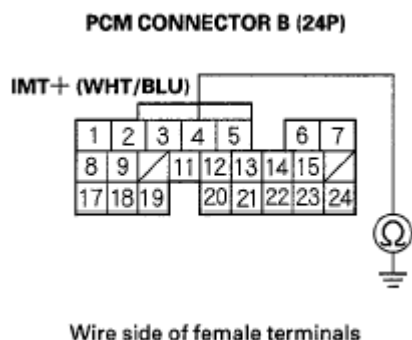 PCM CONNECTOR B (24P)
IMT+ (WHT/BLU)
1 2 3 4 5 6 7
8 9 11 12 13 14 15
17 18 19 20 21 22 23 24
Ω
Wire side of female terminals